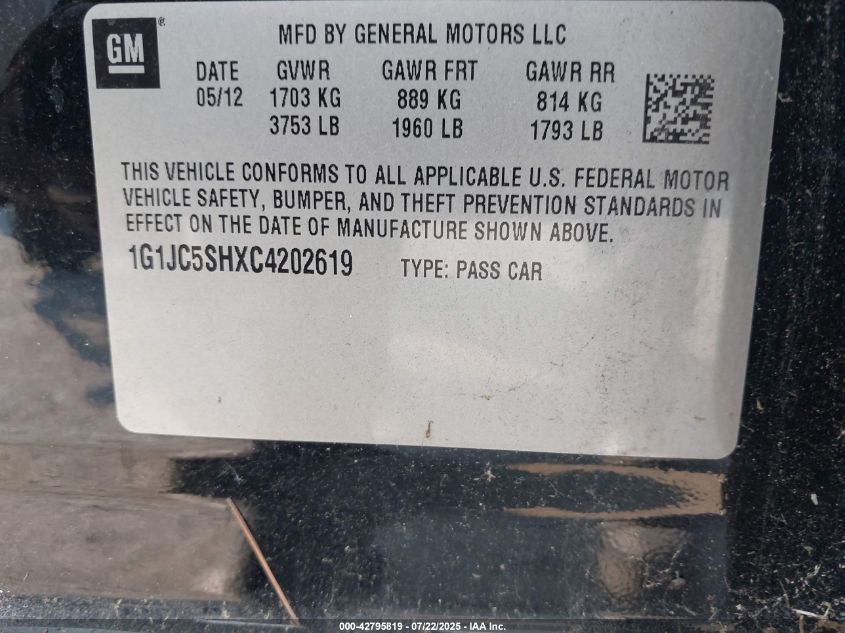 GM®
MFD BY GENERAL MOTORS LLC
DATE GVWR GAWR FRT GAWR RR
05/12 1703 KG 889 KG 814 KG
3753 LB 1960 LB 1793 LB
THIS VEHICLE CONFORMS TO ALL APPLICABLE U.S. FEDERAL MOTOR
VEHICLE SAFETY, BUMPER, AND THEFT PREVENTION STANDARDS IN
EFFECT ON THE DATE OF MANUFACTURE SHOWN ABOVE.
1G1JC5SHXC4202619 TYPE: PASS CAR
000-42795819 - 07/22/2025 - IAA Inc.